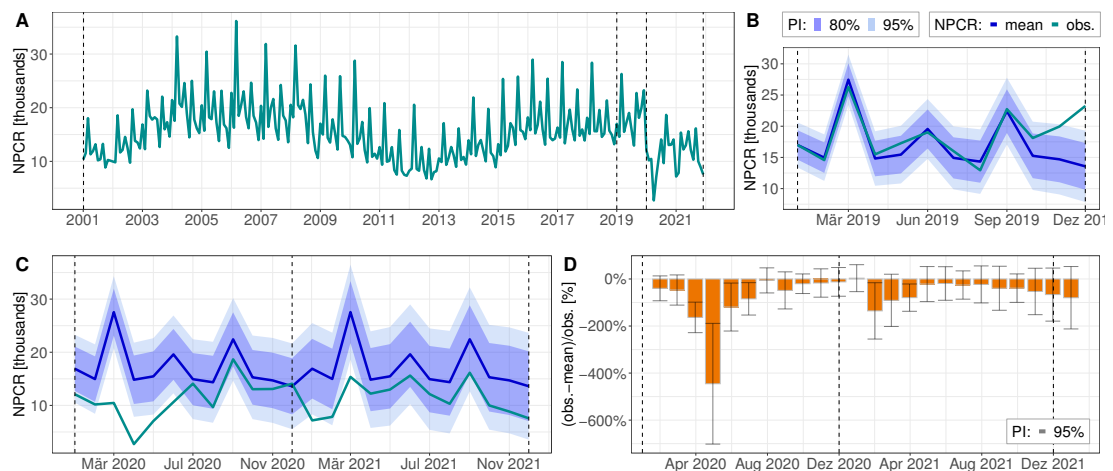 A
NPCR [thousands]
30
20
10
2001 2003 2005 2007 2009 2011 2013 2015 2017 2019 2021
B
PI: 80% 95%
NPCR: mean obs.
NPCR [thousands]
30
25
20
15
10
Mär 2019 Jun 2019 Sep 2019 Dez 2019
C
NPCR [thousands]
30
20
10
Mär 2020 Jul 2020 Nov 2020 Mär 2021 Jul 2021 Nov 2021
D
(obs.−mean)/obs. [%]
0%
−200%
−400%
−600%
PI: 95%
Apr 2020 Aug 2020 Dez 2020 Apr 2021 Aug 2021 Dez 2021